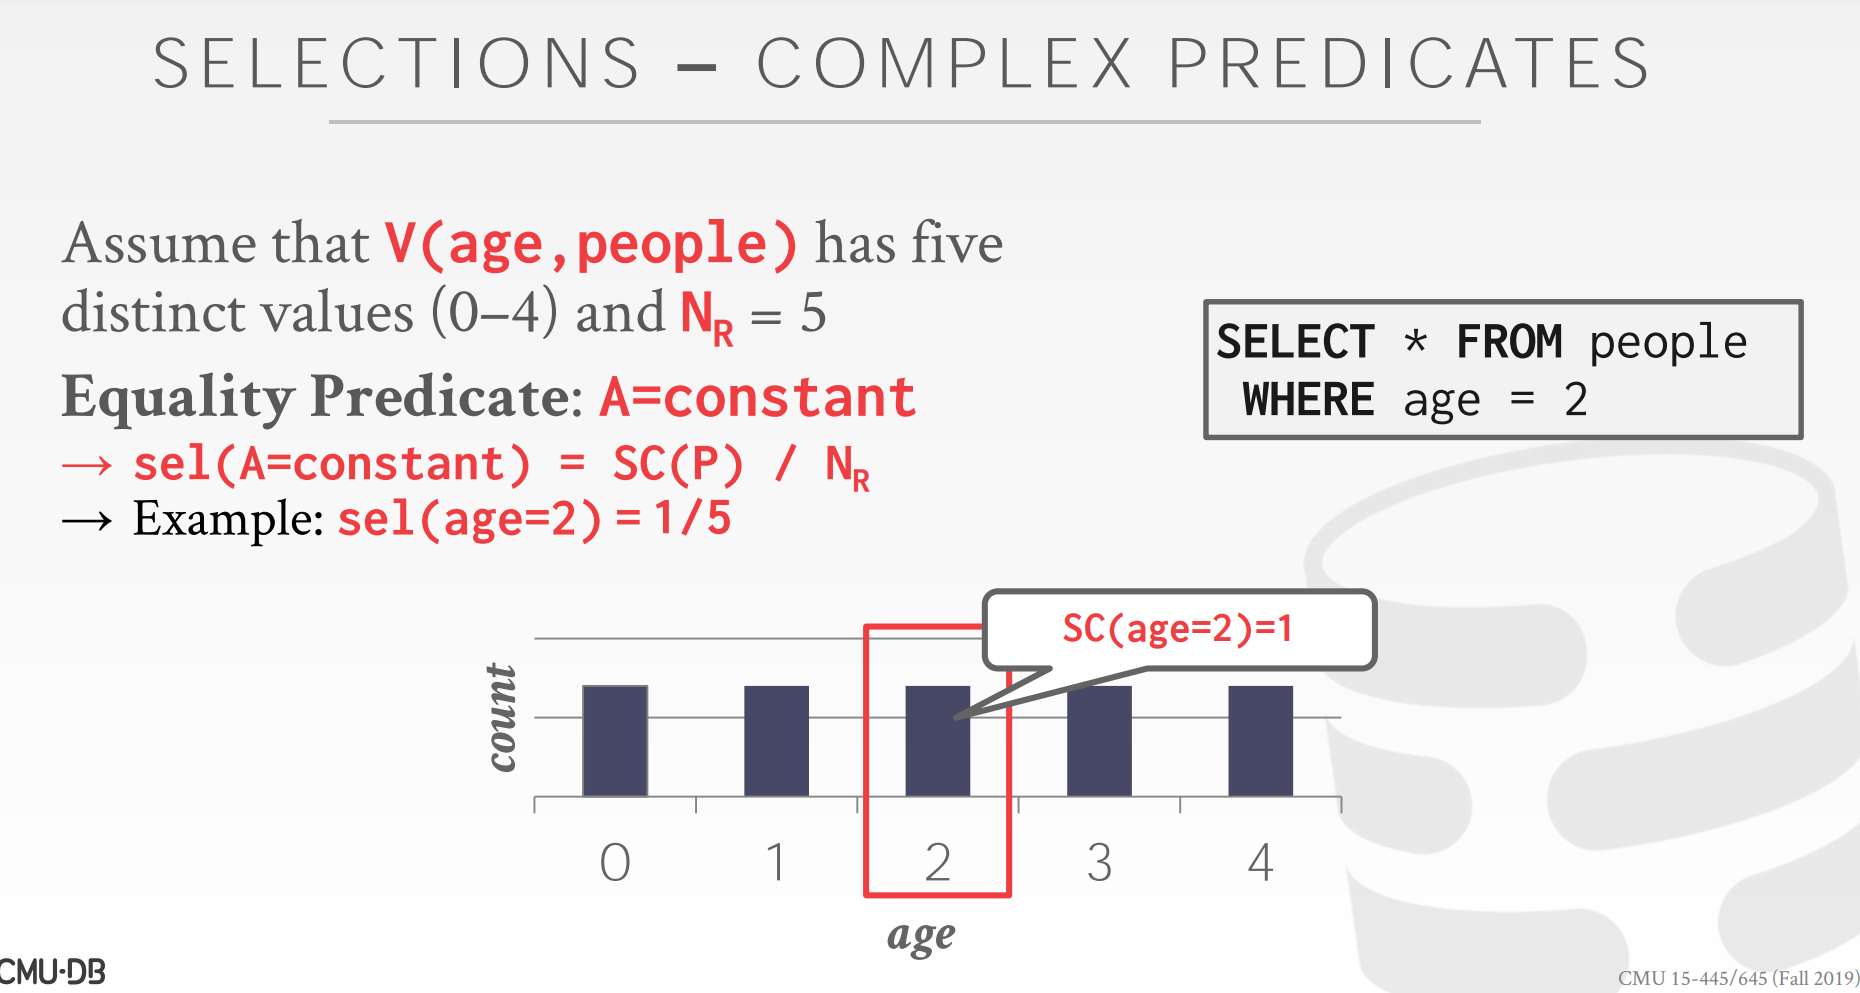 SELECTIONS – COMPLEX PREDICATES
Assume that V(age,people) has five
distinct values (0–4) and NR = 5
Equality Predicate: A=constant
→ sel(A=constant) = SC(P) / NR
→ Example: sel(age=2) = 1/5
SELECT * FROM people
WHERE age = 2
SC(age=2)=1
count
0 1 2 3 4
age
CMU·DB
CMU 15-445/645 (Fall 2019)